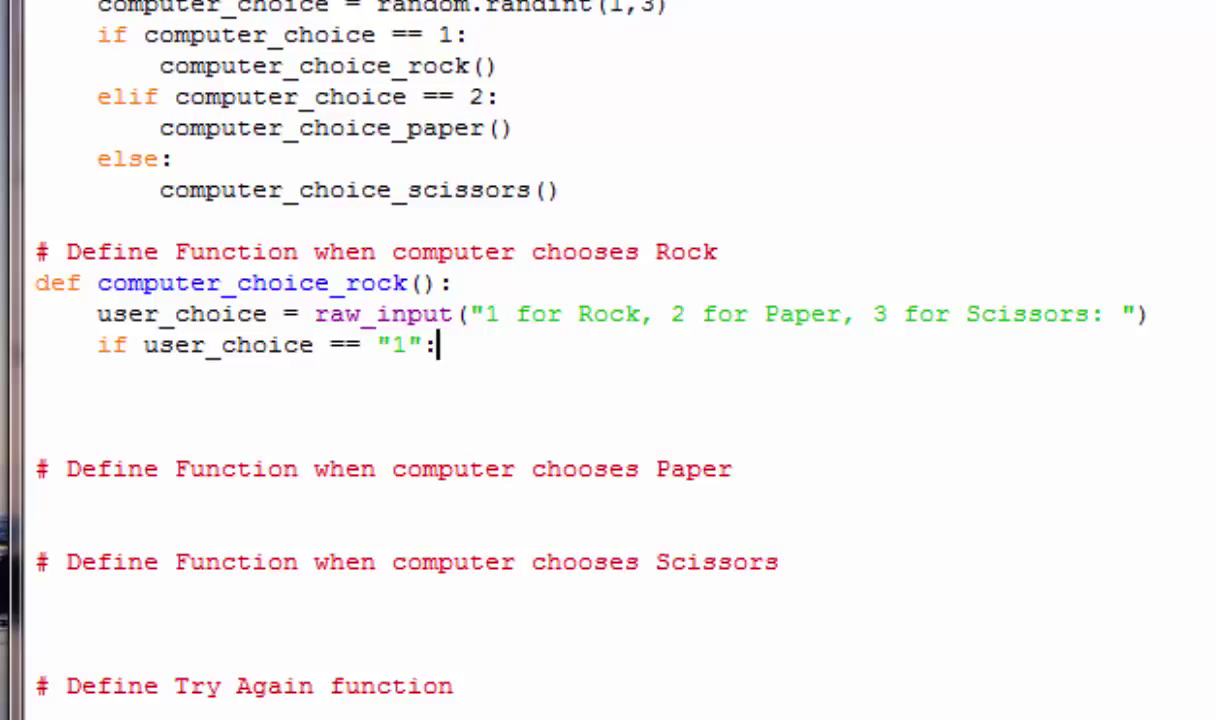 computer_choice = random.randint(1,3)
if computer_choice == 1:
computer_choice_rock()
elif computer_choice == 2:
computer_choice_paper()
else:
computer_choice_scissors()
# Define Function when computer chooses Rock
def computer_choice_rock():
user_choice = raw_input("1 for Rock, 2 for Paper, 3 for Scissors: ")
if user_choice == "1":
# Define Function when computer chooses Paper
# Define Function when computer chooses Scissors
# Define Try Again function